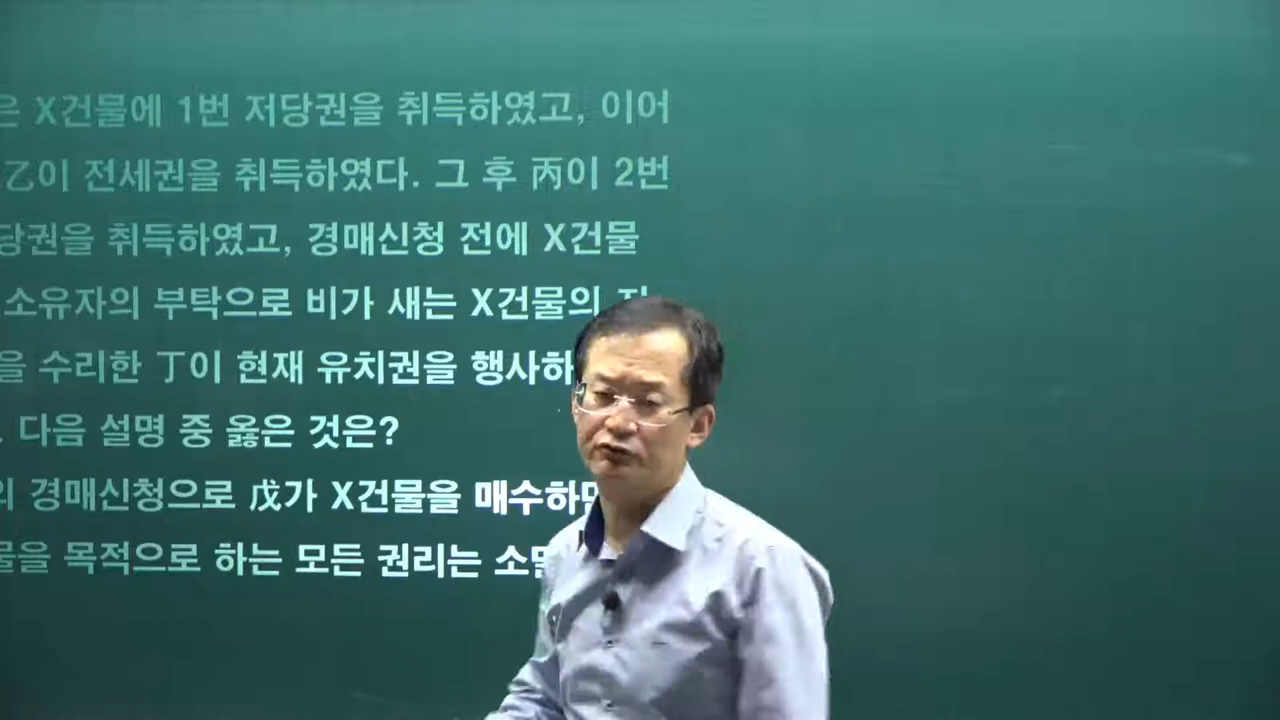 은 X건물에 1번 저당권을 취득하였고, 이어
乙이 전세권을 취득하였다. 그 후 丙이 2번
당권을 취득하였고, 경매신청 전에 X건물
소유자의 부탁으로 비가 새는 X건물의
을 수리한 丁이 현재 유치권을 행사하
다음 설명 중 옳은 것은?
의 경매신청으로 戊가 X건물을 매수하면
물을 목적으로 하는 모든 권리는 소멸